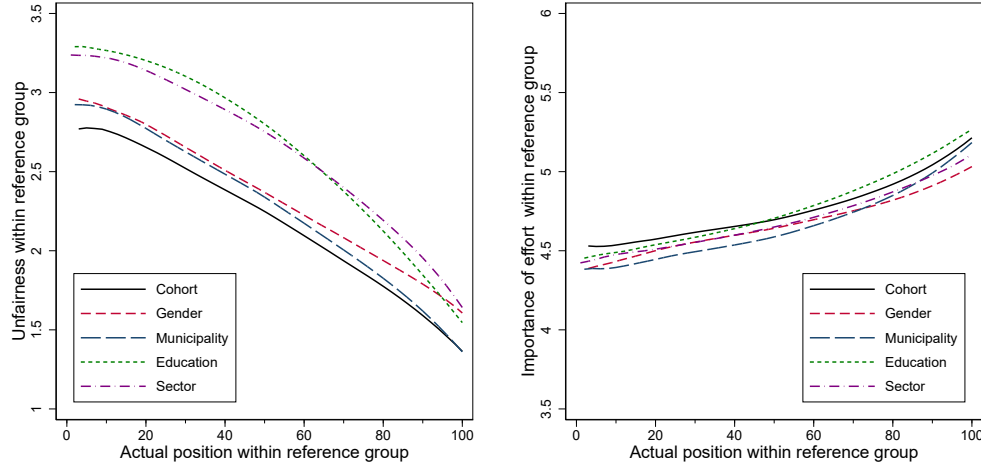 Unfairness within reference group
3.5
3
2.5
2
1.5
1
Cohort
Gender
Municipality
Education
Sector
0 20 40 60 80 100
Actual position within reference group
Importance of effort within reference group
6
5.5
5
4.5
4
3.5
Cohort
Gender
Municipality
Education
Sector
0 20 40 60 80 100
Actual position within reference group